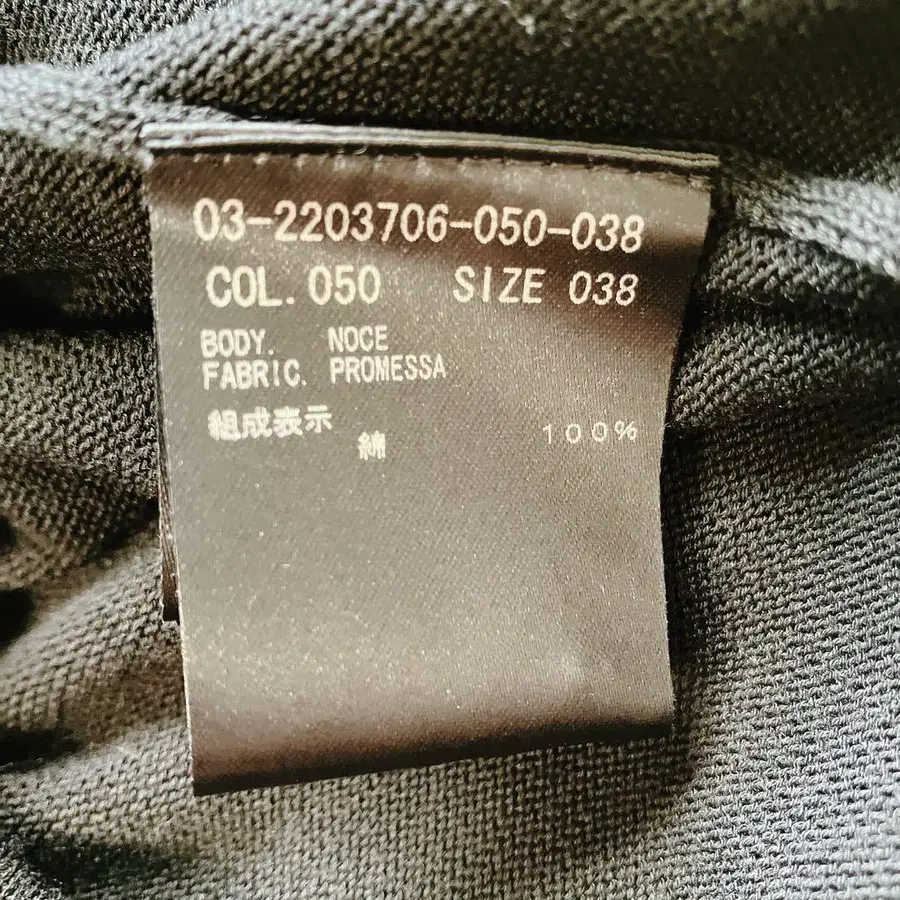 03-2203706-050-038
COL. 050 SIZE 038
BODY. NOCE
FABRIC. PROMESSA
組成表示
綿 100%